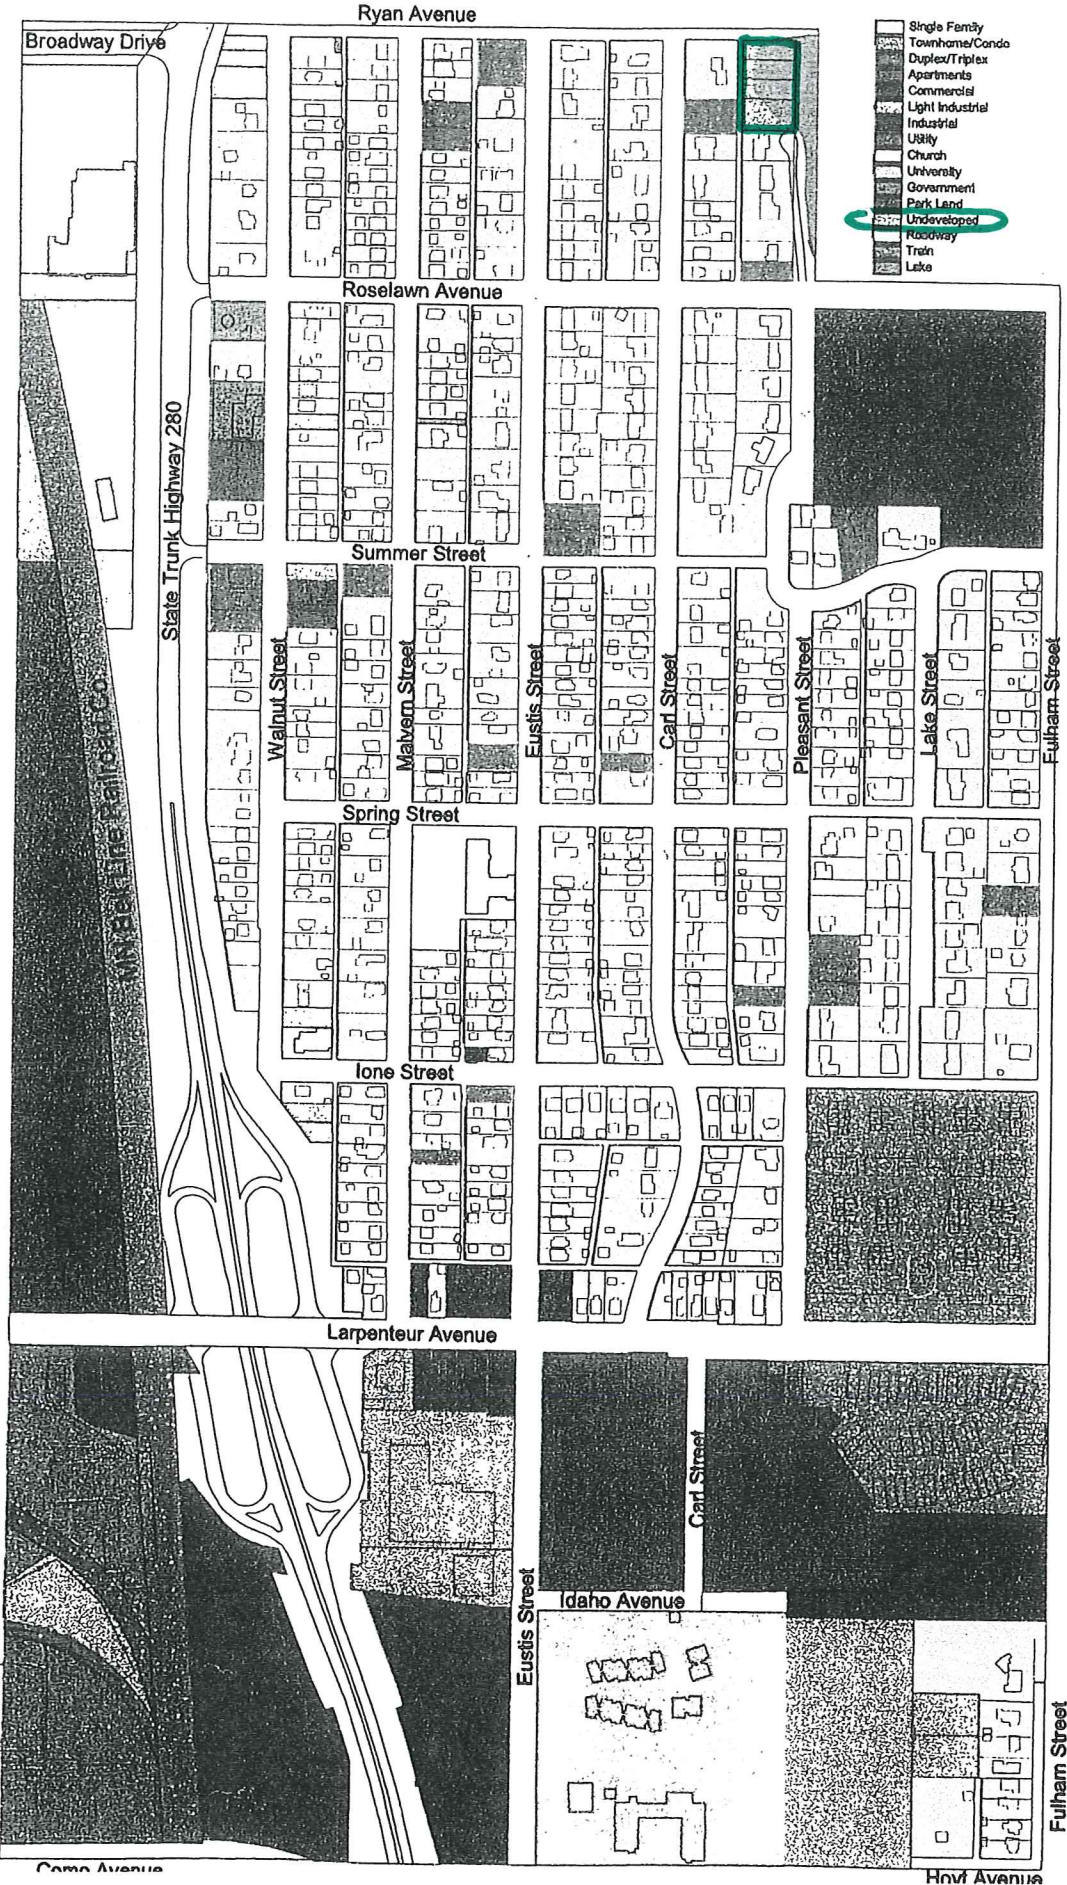 Ryan Avenue
Broadway Drive
Single Family
Townhome/Condo
Duplex/Triplex
Apartments
Commercial
Light Industrial
Industrial
Utility
Church
University
Government
Park Land
Undeveloped
Roadway
Train
Lake
Roselawn Avenue
State Trunk Highway 280
Summer Street
Walnut Street
Malvern Street
Eustis Street
Carl Street
Pleasant Street
Lake Street
Fulham Street
Spring Street
Ione Street
Larpenteur Avenue
Carl Street
Eustis Street
Idaho Avenue
Fulham Street
Como Avenue
Hoyt Avenue